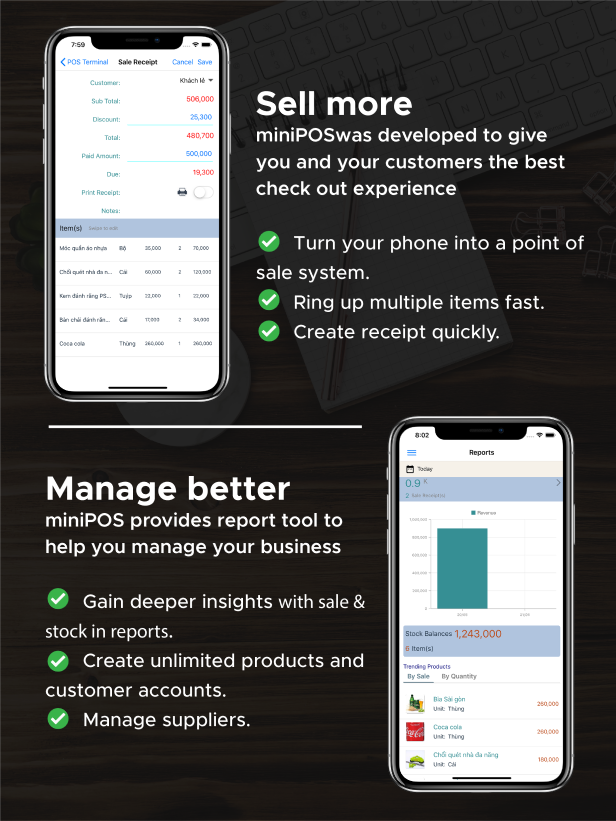 7:59
POS Terminal Sale Receipt Cancel Save
Customer: Khách lẻ
Sub Total: 506,000
Discount: 25,300
Total: 480,700
Paid Amount: 500,000
Due: 19,300
Print Receipt:
Notes:
Item(s)
Móc quần áo nhựa Bộ 35,000 2 70,000
Chổi quét nhà đa n... Cái 60,000 2 120,000
Kem đánh răng PS... Tuýp 22,000 1 22,000
Bàn chải đánh răn... Cái 17,000 2 34,000
Coca cola Thùng 260,000 1 260,000
Sell more
miniPOSwas developed to give
you and your customers the best
check out experience
Turn your phone into a point of
sale system.
Ring up multiple items fast.
Create receipt quickly.
Manage better
miniPOS provides report tool to
help you manage your business
Gain deeper insights with sale &
stock in reports.
Create unlimited products and
customer accounts.
Manage suppliers.
8:02
Reports
Today
0.9 K
2 Sale Receipt(s)
Revenue
1,000,000
800,000
600,000
400,000
200,000
0
Stock Balances 1,243,000
6 Item(s)
Trending Products
By Sale By Quantity
Bia Sài gòn
Unit: Thùng 260,000
Coca cola
Unit: Thùng 260,000
Chổi quét nhà đa năng
Unit: Cái 180,000